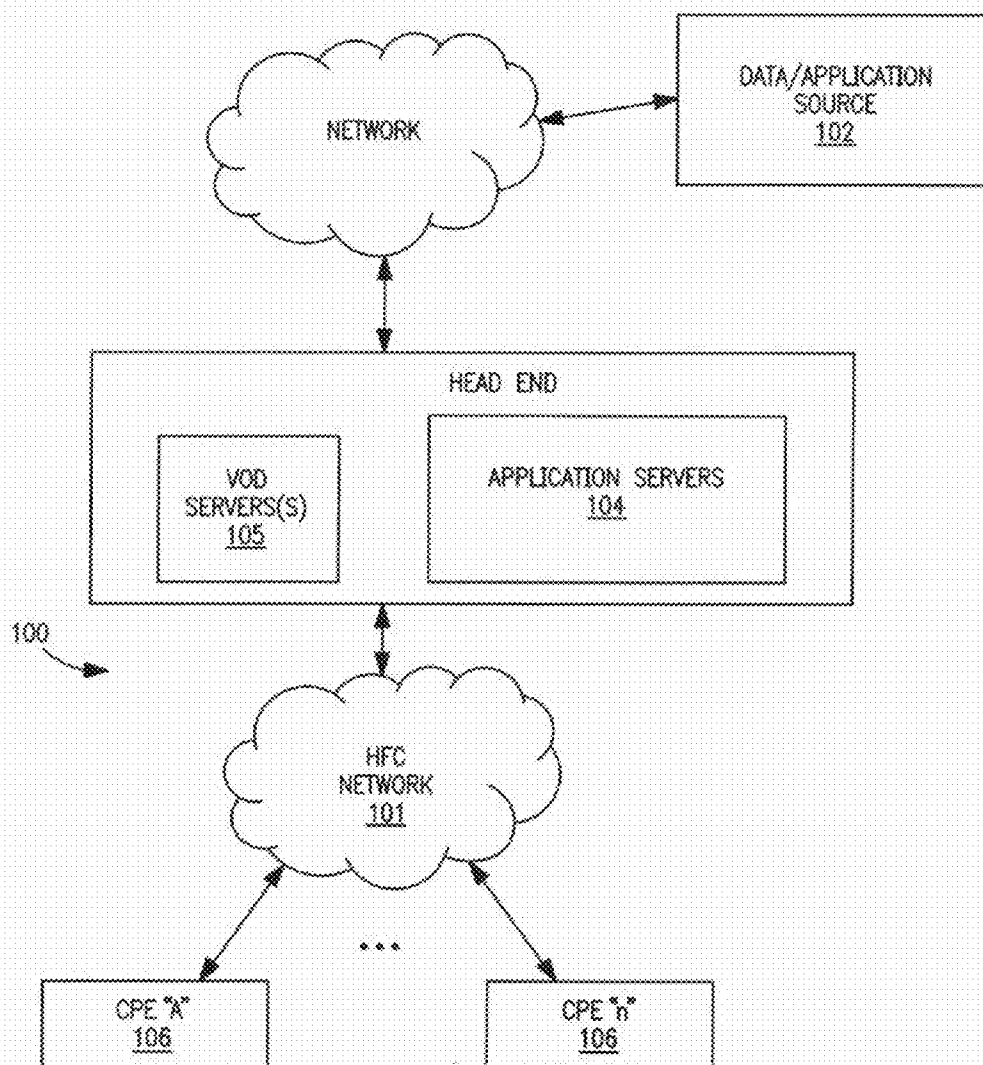 DATA/APPLICATION
SOURCE
102
NETWORK
HEAD END
VOD
SERVERS(S)
105
APPLICATION SERVERS
104
100
HFC
NETWORK
101
CPE "A"
106
CPE "n"
106